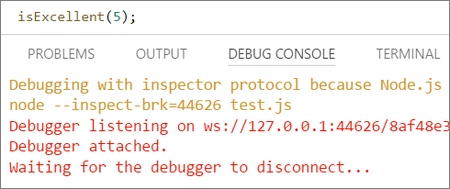 isExcellent(5);
PROBLEMS OUTPUT DEBUG CONSOLE TERMINAL
Debugging with inspector protocol because Node.js
node --inspect-brk=44626 test.js
Debugger listening on ws://127.0.0.1:44626/8af48e3
Debugger attached.
Waiting for the debugger to disconnect...